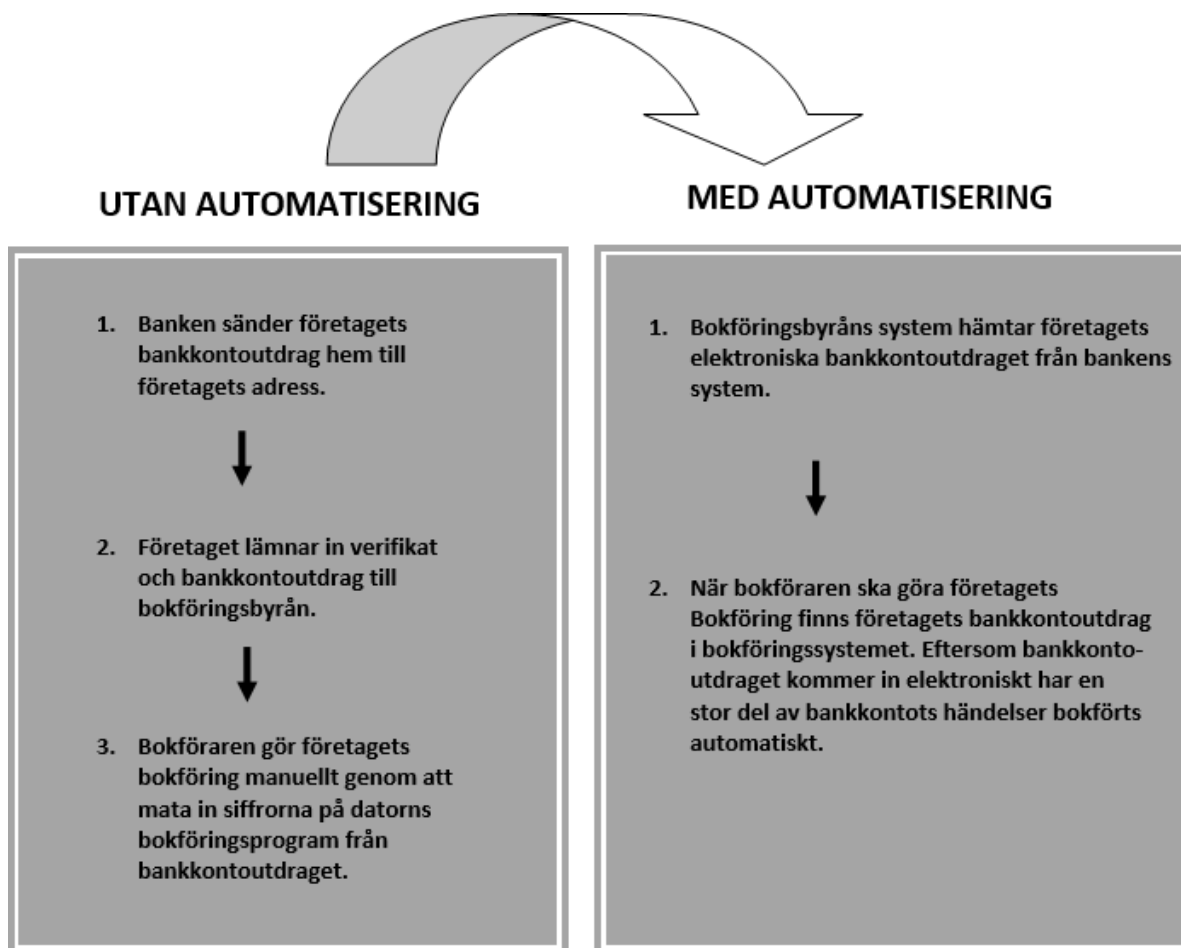 UTAN AUTOMATISERING
1. Banken sänder företagets
bankkontoutdrag hem till
företagets adress.
2. Företaget lämnar in verifikat
och bankkontoutdrag till
bokföringsbyrån.
3. Bokföraren gör företagets
bokföring manuellt genom att
mata in siffrorna på datorns
bokföringsprogram från
bankkontoutdraget.
MED AUTOMATISERING
1. Bokföringsbyråns system hämtar företagets
elektroniska bankkontoutdraget från bankens
system.
2. När bokföraren ska göra företagets
Bokföring finns företagets bankkontoutdrag
i bokföringssystemet. Eftersom bankkonto-
utdraget kommer in elektroniskt har en
stor del av bankkontots händelser bokförts
automatiskt.